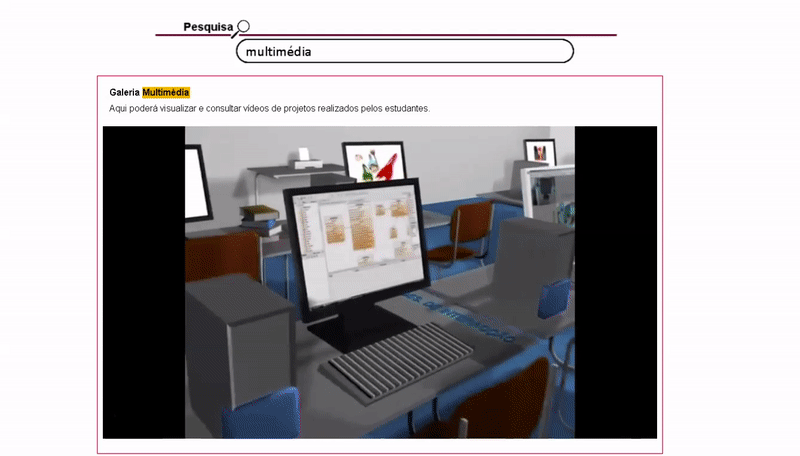 Pesquisa
multimédia
Galeria Multimédia
Aqui poderá visualizar e consultar vídeos de projetos realizados pelos estudantes.